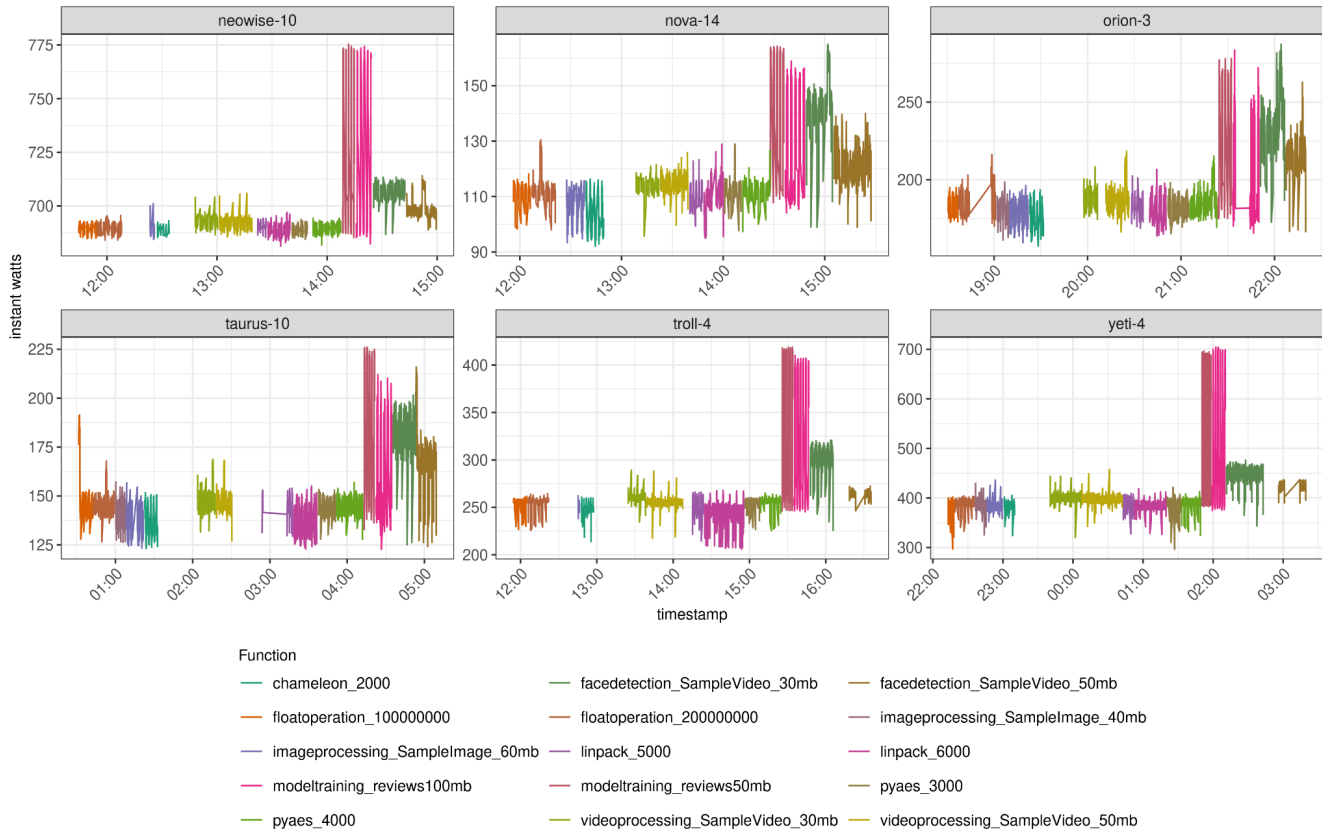 neowise-10 nova-14 orion-3
775
750
725
700
12:00 13:00 14:00 15:00
150
130
110
90
12:00 13:00 14:00 15:00
250
200
19:00 20:00 21:00 22:00
instant watts
taurus-10 troll-4 yeti-4
225
200
175
150
125
01:00 02:00 03:00 04:00 05:00
400
350
300
250
200
12:00 13:00 14:00 15:00 16:00
700
600
500
400
300
22:00 23:00 00:00 01:00 02:00 03:00
timestamp
Function
chameleon_2000 facedetection_SampleVideo_30mb facedetection_SampleVideo_50mb
floatoperation_100000000 floatoperation_200000000 imageprocessing_SampleImage_40mb
imageprocessing_SampleImage_60mb linpack_5000 linpack_6000
modeltraining_reviews100mb modeltraining_reviews50mb pyaes_3000
pyaes_4000 videoprocessing_SampleVideo_30mb videoprocessing_SampleVideo_50mb